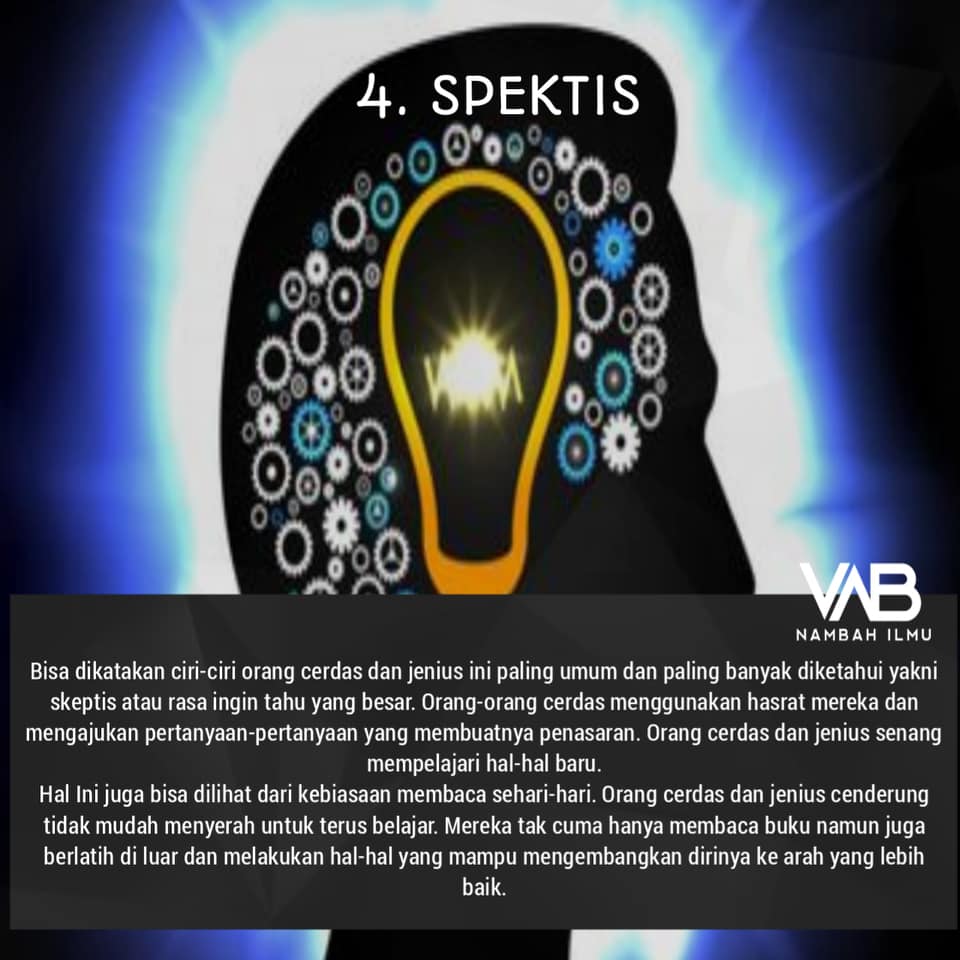 4. SPEKTIS
VAB
NAMBAH ILMU
Bisa dikatakan ciri-ciri orang cerdas dan jenius ini paling umum dan paling banyak diketahui yakni
skeptis atau rasa ingin tahu yang besar. Orang-orang cerdas menggunakan hasrat mereka dan
mengajukan pertanyaan-pertanyaan yang membuatnya penasaran. Orang cerdas dan jenius senang
mempelajari hal-hal baru.
Hal Ini juga bisa dilihat dari kebiasaan membaca sehari-hari. Orang cerdas dan jenius cenderung
tidak mudah menyerah untuk terus belajar. Mereka tak cuma hanya membaca buku namun juga
berlatih di luar dan melakukan hal-hal yang mampu mengembangkan dirinya ke arah yang lebih
baik.